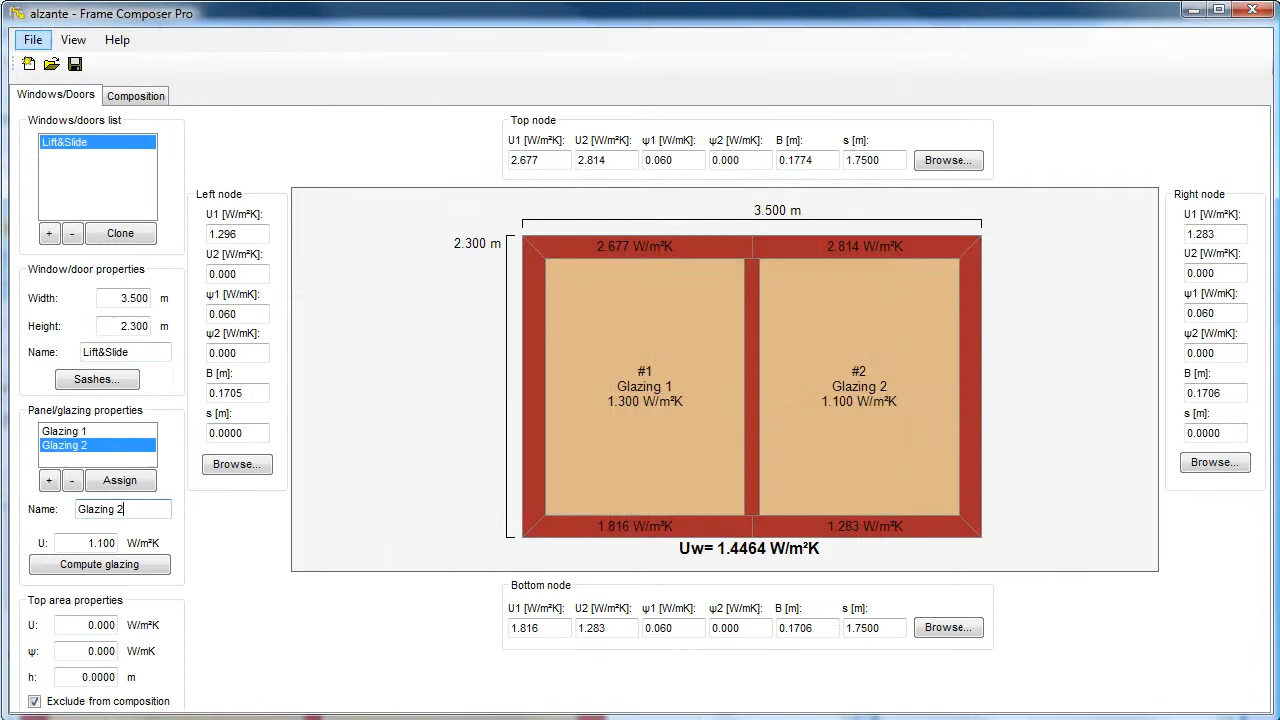 alzante - Frame Composer Pro
File View Help
Windows/Doors Composition
Windows/doors list
Lift&Slide
+ - Clone
Window/door properties
Width: 3.500 m
Height: 2.300 m
Name: Lift&Slide
Sashes...
Panel/glazing properties
Glazing 1
Glazing 2
+ - Assign
Name: Glazing 2
U: 1.100 W/m²K
Compute glazing
Top area properties
U: 0.000 W/m²K
ψ: 0.000 W/mK
h: 0.0000 m
Exclude from composition
Left node
U1 [W/m²K]:
1.296
U2 [W/m²K]:
0.000
ψ1 [W/mK]:
0.060
ψ2 [W/mK]:
0.000
B [m]:
0.1705
s [m]:
0.0000
Browse...
Top node
U1 [W/m²K]: U2 [W/m²K]: ψ1 [W/mK]: ψ2 [W/mK]: B [m]: s [m]:
2.677 2.814 0.060 0.000 0.1774 1.7500 Browse...
3.500 m
2.300 m
2.677 W/m²K 2.814 W/m²K
#1
Glazing 1
1.300 W/m²K
#2
Glazing 2
1.100 W/m²K
1.816 W/m²K 1.283 W/m²K
Uw= 1.4464 W/m²K
Bottom node
U1 [W/m²K]: U2 [W/m²K]: ψ1 [W/mK]: ψ2 [W/mK]: B [m]: s [m]:
1.816 1.283 0.060 0.000 0.1706 1.7500 Browse...
Right node
U1 [W/m²K]:
1.283
U2 [W/m²K]:
0.000
ψ1 [W/mK]:
0.060
ψ2 [W/mK]:
0.000
B [m]:
0.1706
s [m]:
0.0000
Browse...